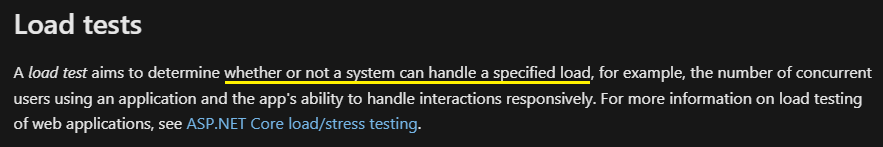 Load tests
A load test aims to determine whether or not a system can handle a specified load, for example, the number of concurrent
users using an application and the app's ability to handle interactions responsively. For more information on load testing
of web applications, see ASP.NET Core load/stress testing.